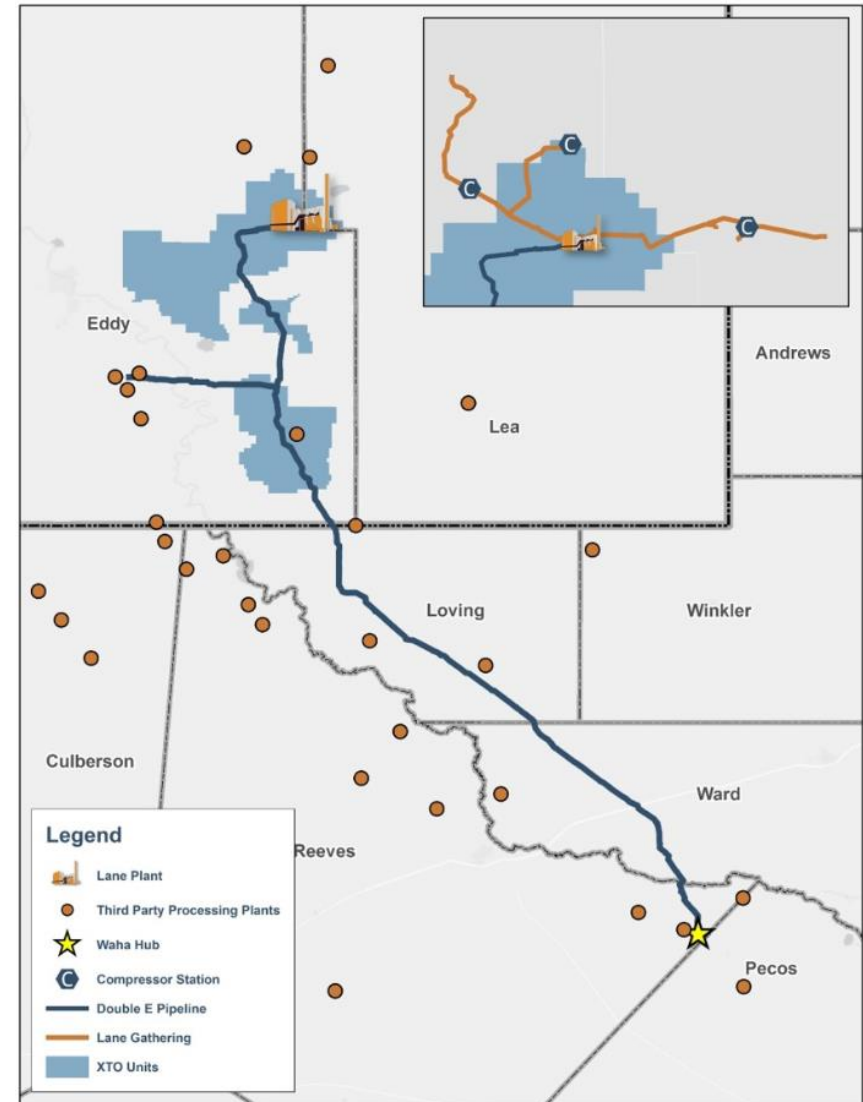 C
C
C
Eddy
Andrews
Lea
Loving
Winkler
Culberson
Ward
Reeves
Pecos
Legend
Lane Plant
Third Party Processing Plants
Waha Hub
C Compressor Station
Double E Pipeline
Lane Gathering
XTO Units